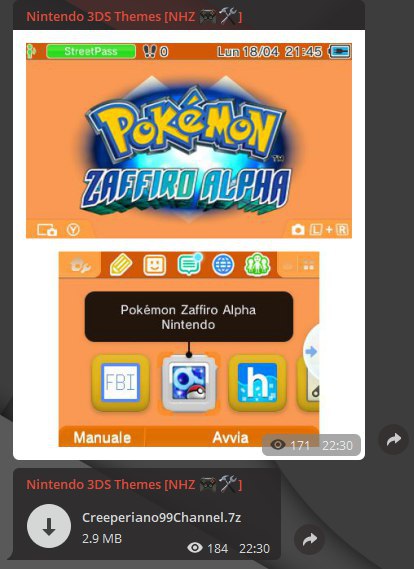 Nintendo 3DS Themes [NHZ 🎮🛠️]
StreetPass 0 Lun 18/04 21:45
POKÉMON
TM
ZAFFIRO ALPHA
Y L + R
Pokémon Zaffiro Alpha
Nintendo
FBI h
Manuale Avvia
171 22:30
Nintendo 3DS Themes [NHZ 🎮🛠️]
Creeperiano99Channel.7z
2.9 MB
184 22:30